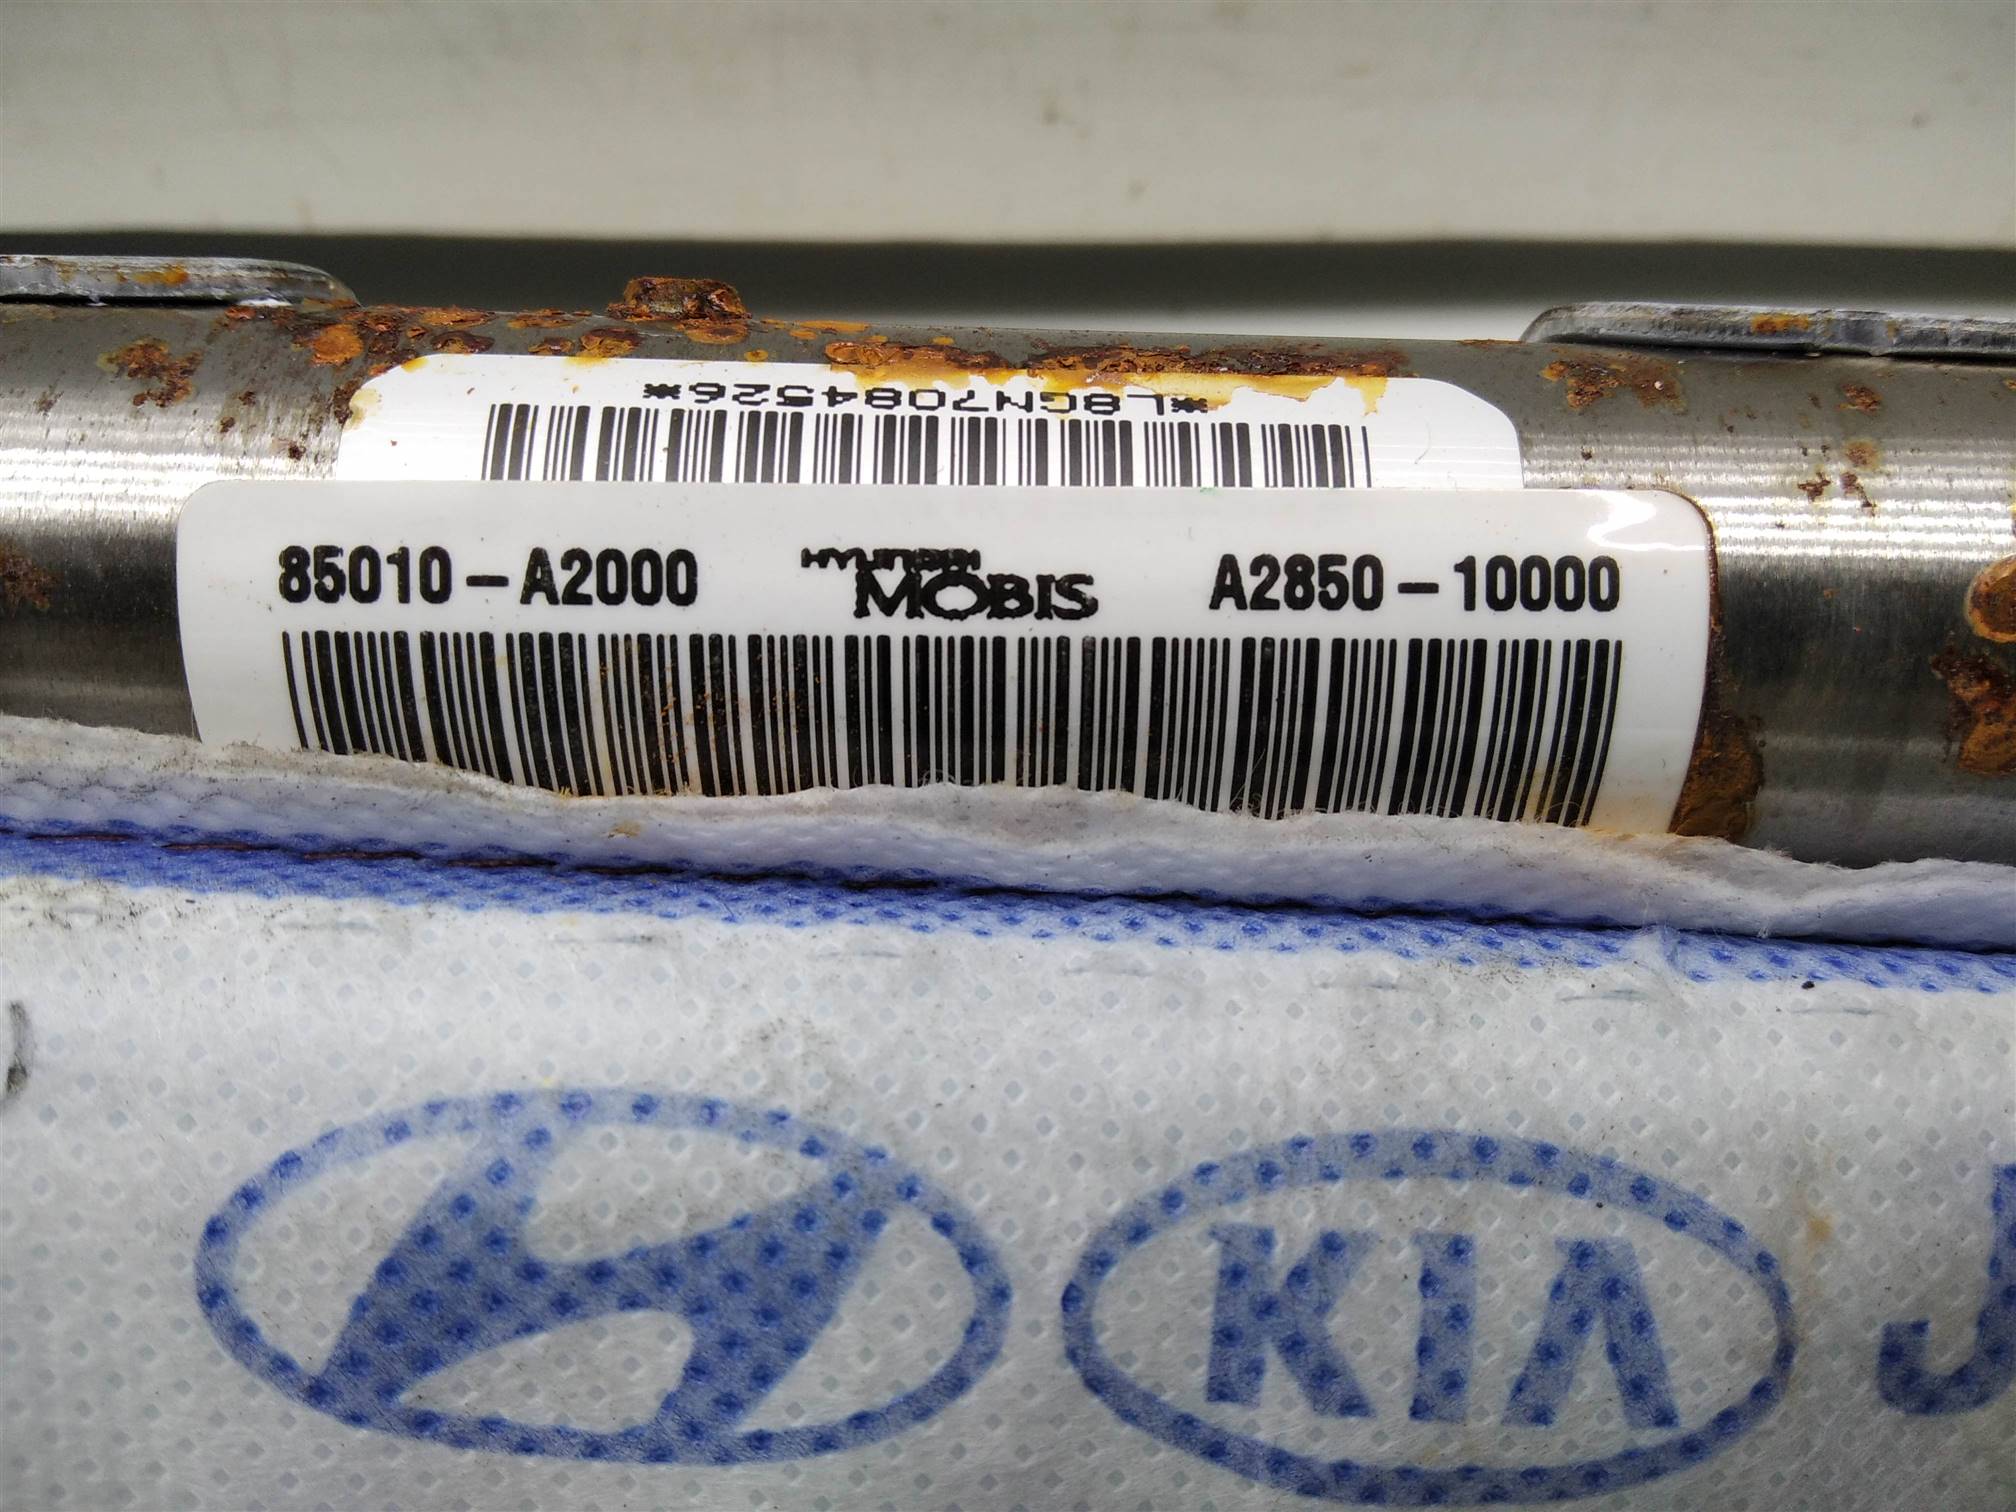 *L8GN7084526*
85010-A2000 HYUNDAI MOBIS A2850-10000
KIA J